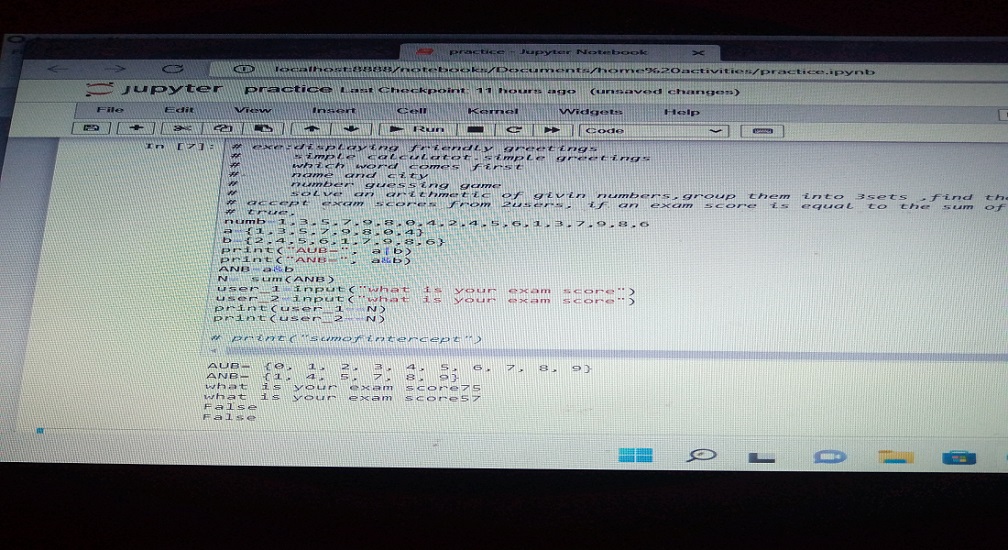 practice - Jupyter Notebook
localhost:8888/notebooks/Documents/home%20activities/practice.ipynb
jupyter practice Last Checkpoint: 11 hours ago (unsaved changes)
File Edit View Insert Cell Kernel Widgets Help
Run Code
In [7]: # exe:displaying friendly greetings
# simple calculatot.simple greetings
# which word comes first
# name and city
# number guessing game
# solve an arithmetic of givin numbers,group them into 3sets ,find the
# accept exam scores from 2users, if an exam score is equal to the sum of
# true,
numb=1,3,5,7,9,8,0,4,2,4,5,6,1,3,7,9,8,6
a={1,3,5,7,9,8,0,4}
b={2,4,5,6,1,7,9,8,6}
print("AUB=", a|b)
print("ANB=", a&b)
ANB=a&b
N= sum(ANB)
user_1=input("what is your exam score")
user_2=input("what is your exam score")
print(user_1==N)
print(user_2==N)
# print("sumofintercept")
AUB= {0, 1, 2, 3, 4, 5, 6, 7, 8, 9}
ANB= {1, 4, 5, 7, 8, 9}
what is your exam score75
what is your exam score57
False
False